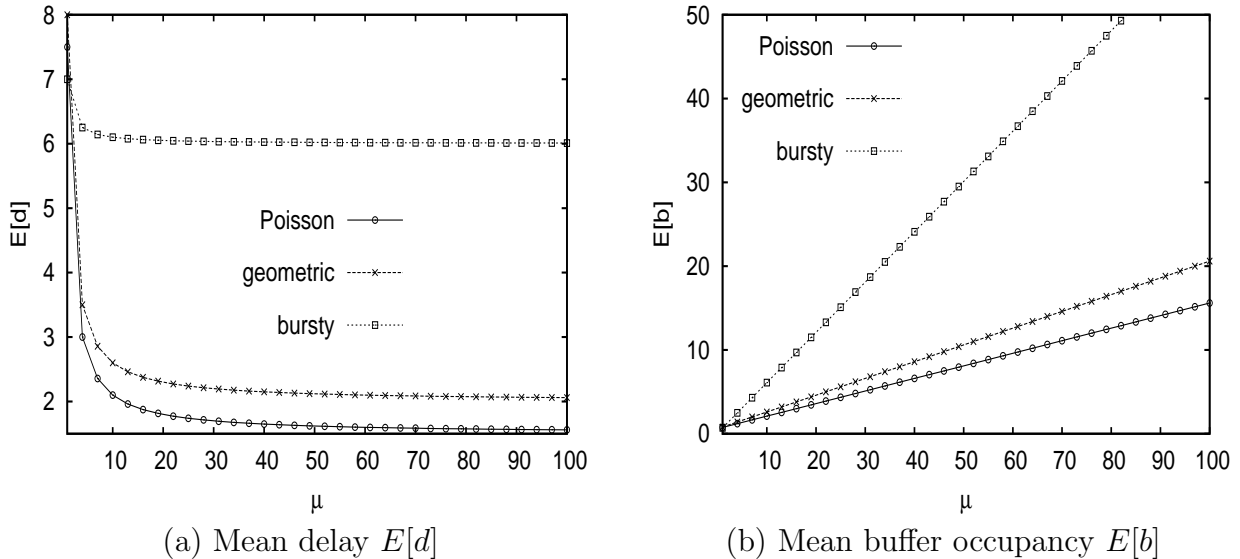 8
7
6
5
4
3
2
E[d]
Poisson
geometric
bursty
10 20 30 40 50 60 70 80 90 100
μ
(a) Mean delay E[d]
50
40
30
20
10
0
E[b]
Poisson
geometric
bursty
10 20 30 40 50 60 70 80 90 100
μ
(b) Mean buffer occupancy E[b]